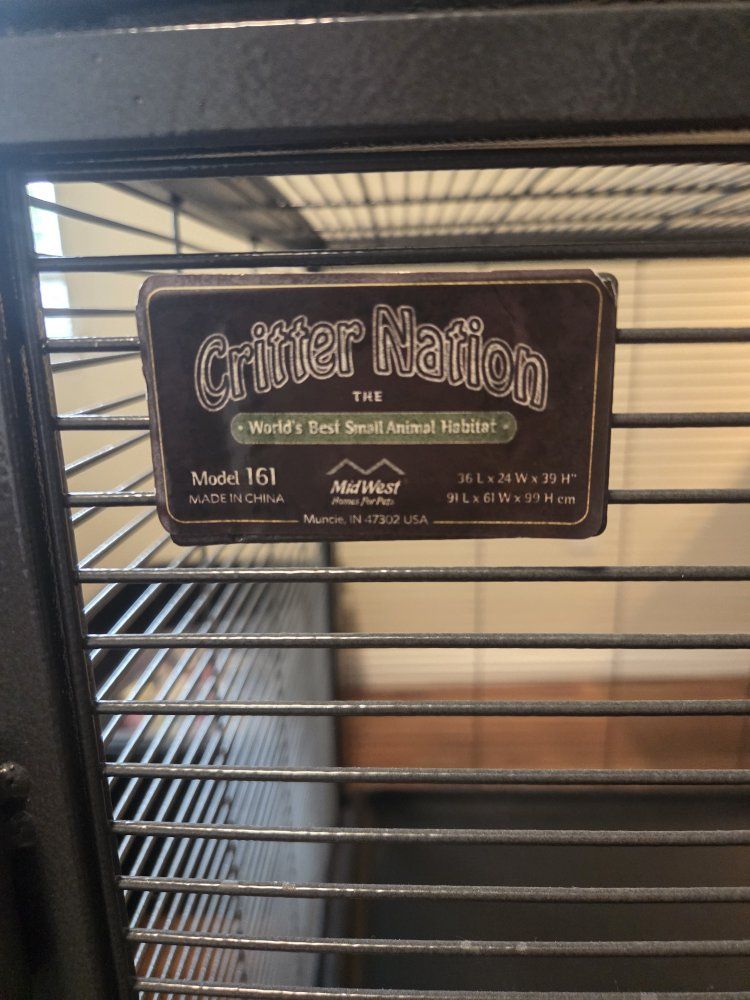 Critter Nation
THE
• World's Best Small Animal Habitat •
Model 161
MADE IN CHINA
MidWest
Homes For Pets
36 L x 24 W x 39 H"
91 L x 61 W x 99 H cm
Muncie, IN 47302 USA